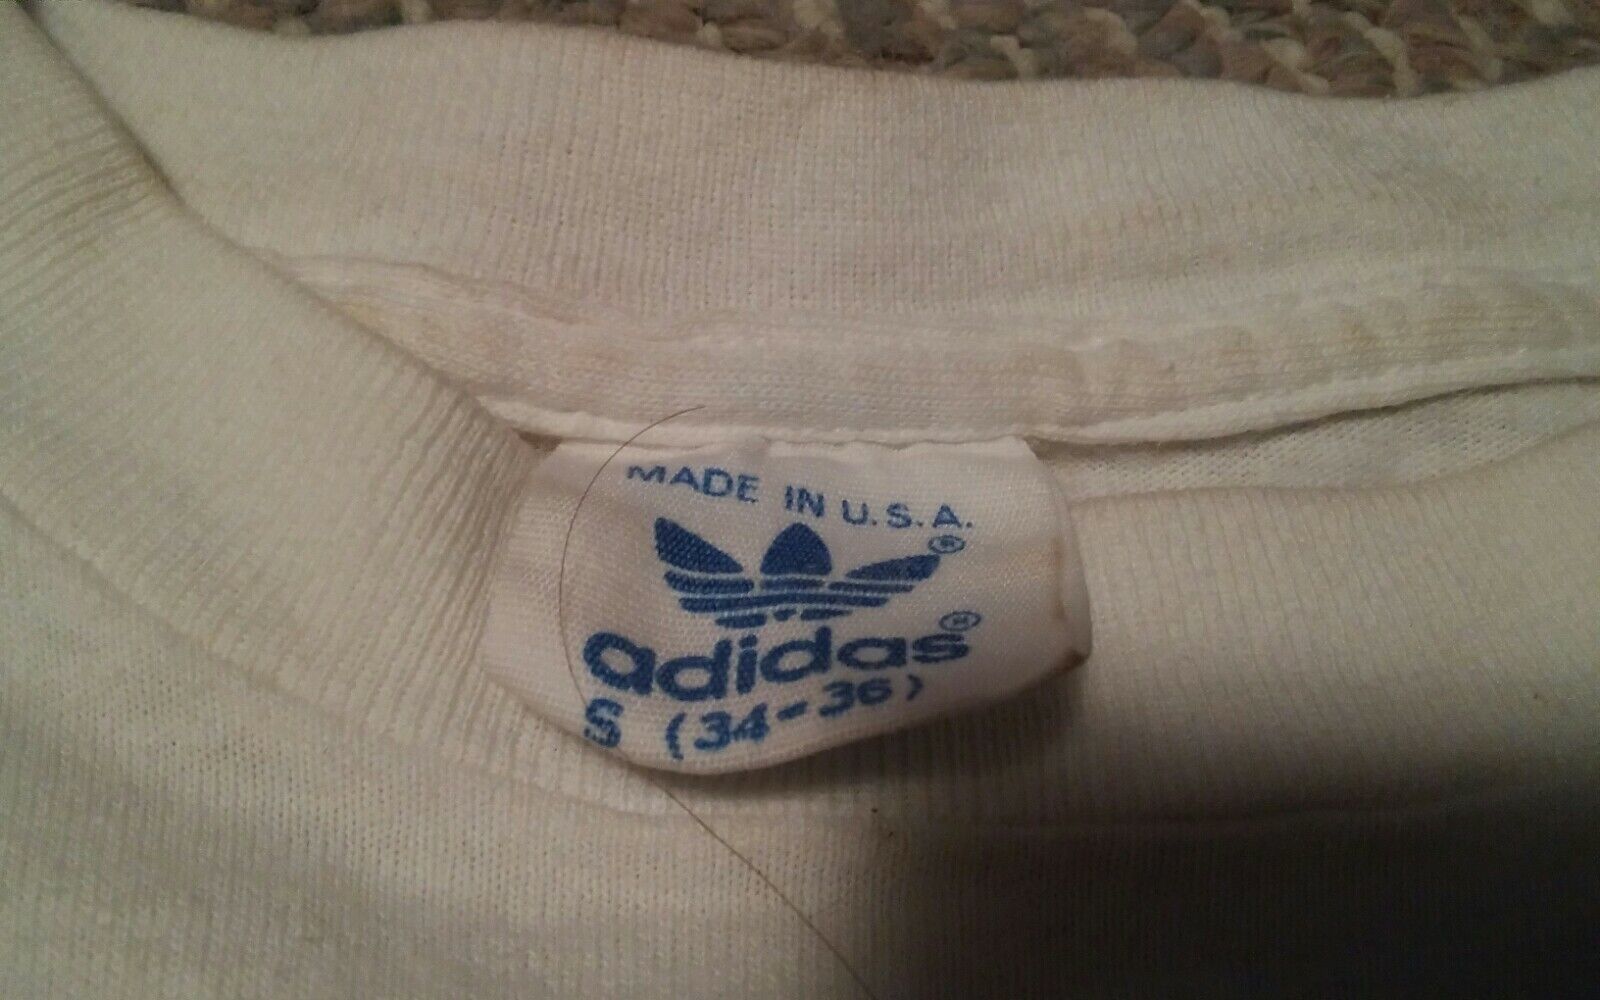 MADE IN U.S.A.
®
adidas®
S (34-36)